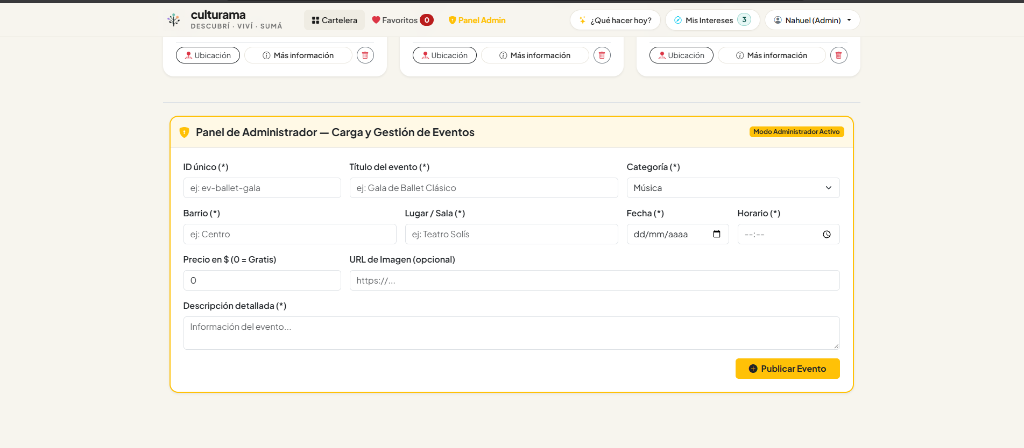 culturama
DESCUBRÍ · VIVÍ · SUMÁ
Cartelera
Favoritos 0
Panel Admin
¿Qué hacer hoy?
Mis Intereses 3
Nahuel (Admin)
Ubicación Más información
Ubicación Más información
Ubicación Más información
Panel de Administrador — Carga y Gestión de Eventos
Modo Administrador Activo
ID único (*) Título del evento (*) Categoría (*)
ej: ev-ballet-gala ej: Gala de Ballet Clásico Música
Barrio (*) Lugar / Sala (*) Fecha (*) Horario (*)
ej: Centro ej: Teatro Solís dd/mm/aaaa --:--
Precio en $ (0 = Gratis) URL de Imagen (opcional)
0 https://...
Descripción detallada (*)
Información del evento...
Publicar Evento